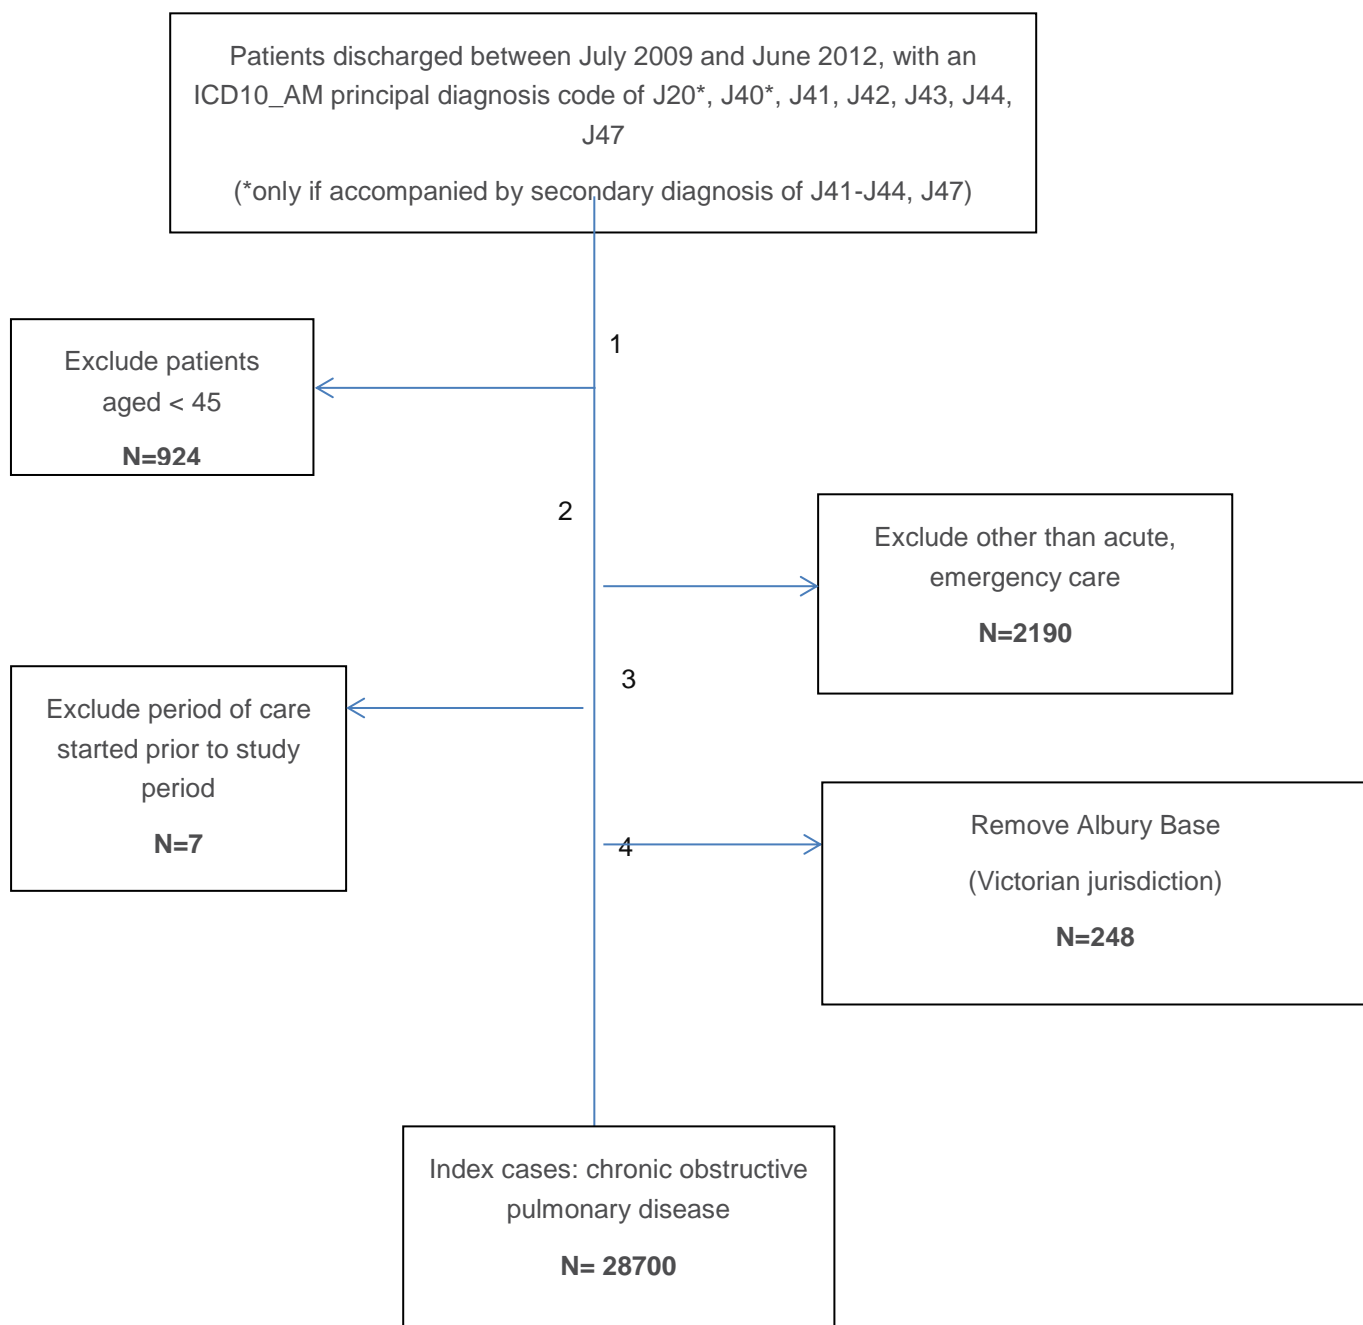 Patients discharged between July 2009 and June 2012, with an
ICD10_AM principal diagnosis code of J20*, J40*, J41, J42, J43, J44,
J47
(*only if accompanied by secondary diagnosis of J41-J44, J47)
1
Exclude patients
aged < 45
N=924
2
Exclude other than acute,
emergency care
N=2190
3
Exclude period of care
started prior to study
period
N=7
4
Remove Albury Base
(Victorian jurisdiction)
N=248
Index cases: chronic obstructive
pulmonary disease
N= 28700